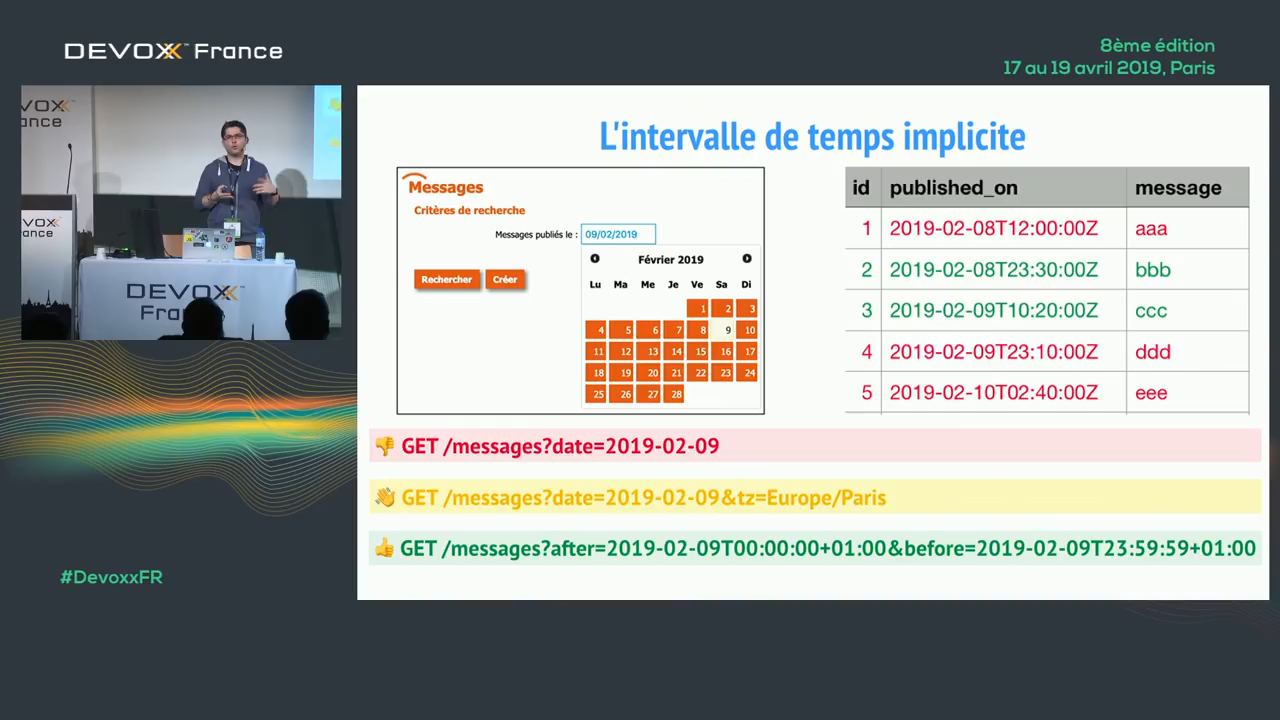 DEVOXX™ France
8ème édition
17 au 19 avril 2019, Paris
VOXX
ance
VOXX
rance
DEVOXX
Fran
L'intervalle de temps implicite
Messages
Critères de recherche
Messages publiés le : 09/02/2019
Février 2019
Lu Ma Me Je Ve Sa Di
1 2 3
4 5 6 7 8 9 10
11 12 13 14 15 16 17
18 19 20 21 22 23 24
25 26 27 28
Rechercher Créer
id published_on message
1 2019-02-08T12:00:00Z aaa
2 2019-02-08T23:30:00Z bbb
3 2019-02-09T10:20:00Z ccc
4 2019-02-09T23:10:00Z ddd
5 2019-02-10T02:40:00Z eee
👎 GET /messages?date=2019-02-09
👋 GET /messages?date=2019-02-09&tz=Europe/Paris
👍 GET /messages?after=2019-02-09T00:00:00+01:00&before=2019-02-09T23:59:59+01:00
#DevoxxFR